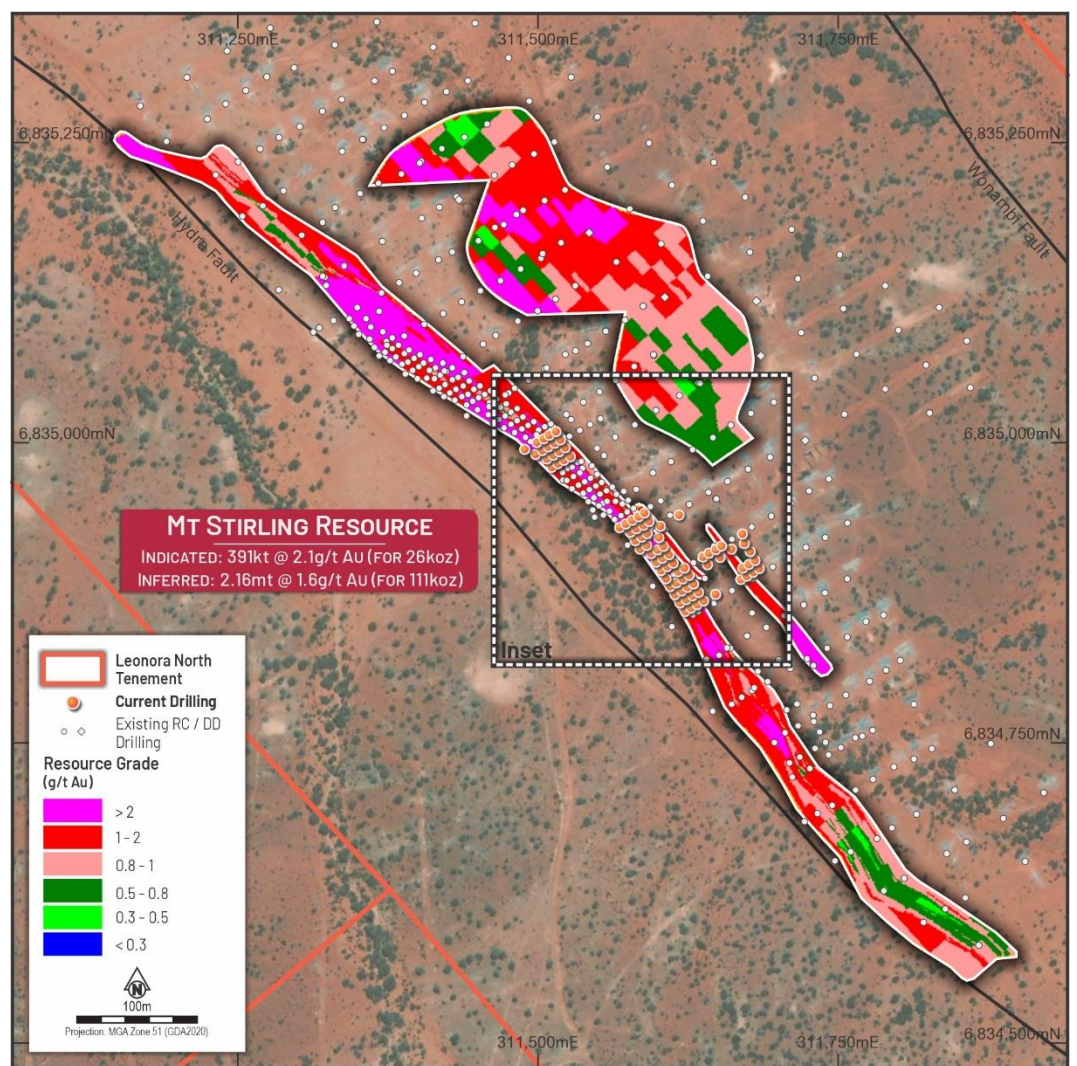 311,250mE
311,500mE
311,750mE
6,835,250mN
6,835,250mN
Wonambi Fault
Hydra Fault
6,835,000mN
6,835,000mN
MT STIRLING RESOURCE
INDICATED: 391kt @ 2.1g/t AU (FOR 26koz)
INFERRED: 2.16mt @ 1.6g/t AU (FOR 111koz)
Inset
Leonora North
Tenement
Current Drilling
Existing RC / DD
Drilling
Resource Grade
(g/t Au)
> 2
1 - 2
0.8 - 1
0.5 - 0.8
0.3 - 0.5
< 0.3
N
100m
Projection: MGA Zone 51 (GDA2020)
6,834,750mN
6,834,500mN
311,500mE
311,750mE